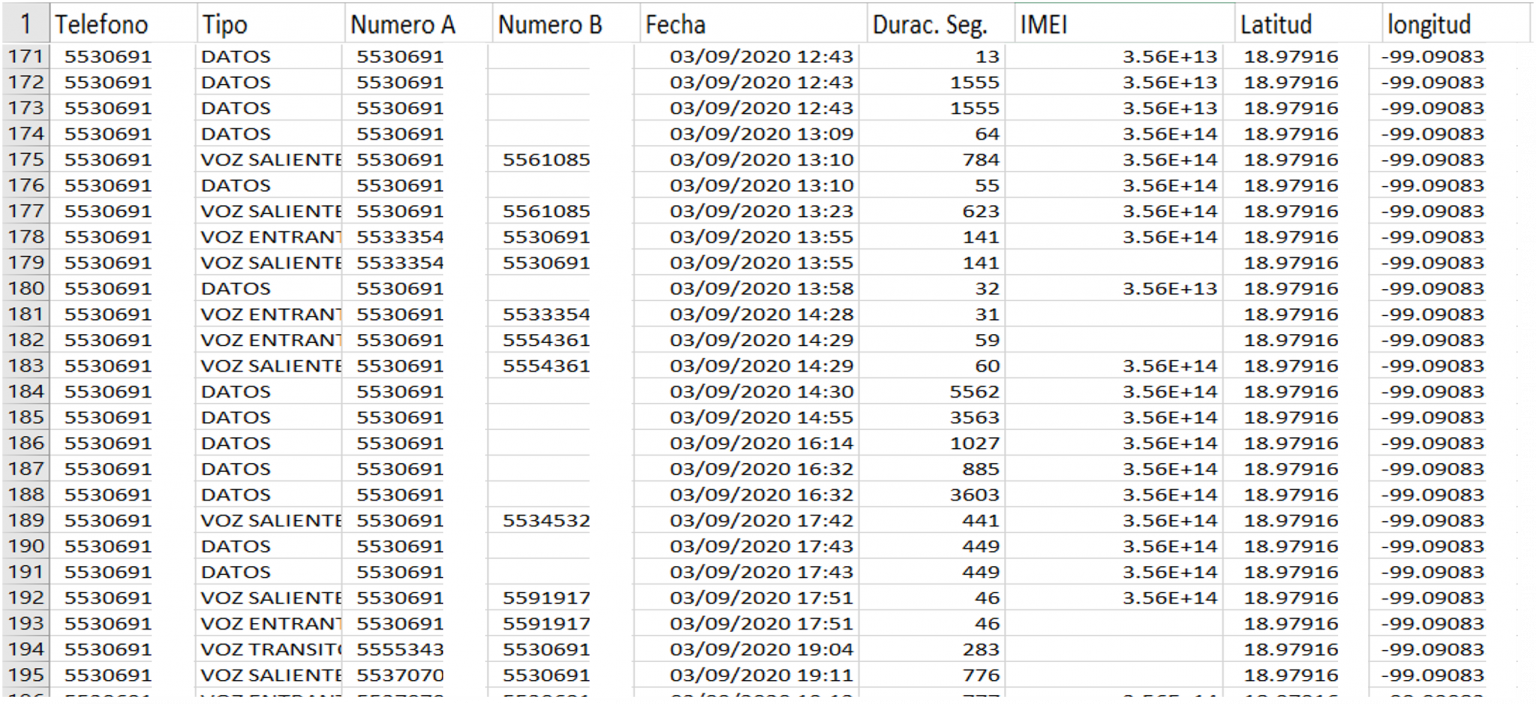 1 Telefono Tipo Numero A Numero B Fecha Durac. Seg. IMEI Latitud longitud
171 5530691 DATOS 5530691 03/09/2020 12:43 13 3.56E+13 18.97916 -99.09083
172 5530691 DATOS 5530691 03/09/2020 12:43 1555 3.56E+13 18.97916 -99.09083
173 5530691 DATOS 5530691 03/09/2020 12:43 1555 3.56E+13 18.97916 -99.09083
174 5530691 DATOS 5530691 03/09/2020 13:09 64 3.56E+14 18.97916 -99.09083
175 5530691 VOZ SALIENTE 5530691 5561085 03/09/2020 13:10 784 3.56E+14 18.97916 -99.09083
176 5530691 DATOS 5530691 03/09/2020 13:10 55 3.56E+14 18.97916 -99.09083
177 5530691 VOZ SALIENTE 5530691 5561085 03/09/2020 13:23 623 3.56E+14 18.97916 -99.09083
178 5530691 VOZ ENTRANT 5533354 5530691 03/09/2020 13:55 141 3.56E+14 18.97916 -99.09083
179 5530691 VOZ SALIENTE 5533354 5530691 03/09/2020 13:55 141 18.97916 -99.09083
180 5530691 DATOS 5530691 03/09/2020 13:58 32 3.56E+13 18.97916 -99.09083
181 5530691 VOZ ENTRANT 5530691 5533354 03/09/2020 14:28 31 18.97916 -99.09083
182 5530691 VOZ ENTRANT 5530691 5554361 03/09/2020 14:29 59 18.97916 -99.09083
183 5530691 VOZ SALIENTE 5530691 5554361 03/09/2020 14:29 60 3.56E+14 18.97916 -99.09083
184 5530691 DATOS 5530691 03/09/2020 14:30 5562 3.56E+14 18.97916 -99.09083
185 5530691 DATOS 5530691 03/09/2020 14:55 3563 3.56E+14 18.97916 -99.09083
186 5530691 DATOS 5530691 03/09/2020 16:14 1027 3.56E+14 18.97916 -99.09083
187 5530691 DATOS 5530691 03/09/2020 16:32 885 3.56E+14 18.97916 -99.09083
188 5530691 DATOS 5530691 03/09/2020 16:32 3603 3.56E+14 18.97916 -99.09083
189 5530691 VOZ SALIENTE 5530691 5534532 03/09/2020 17:42 441 3.56E+14 18.97916 -99.09083
190 5530691 DATOS 5530691 03/09/2020 17:43 449 3.56E+14 18.97916 -99.09083
191 5530691 DATOS 5530691 03/09/2020 17:43 449 3.56E+14 18.97916 -99.09083
192 5530691 VOZ SALIENTE 5530691 5591917 03/09/2020 17:51 46 3.56E+14 18.97916 -99.09083
193 5530691 VOZ ENTRANT 5530691 5591917 03/09/2020 17:51 46 18.97916 -99.09083
194 5530691 VOZ TRANSIT 5555343 5530691 03/09/2020 19:04 283 18.97916 -99.09083
195 5530691 VOZ SALIENTE 5537070 5530691 03/09/2020 19:11 776 18.97916 -99.09083